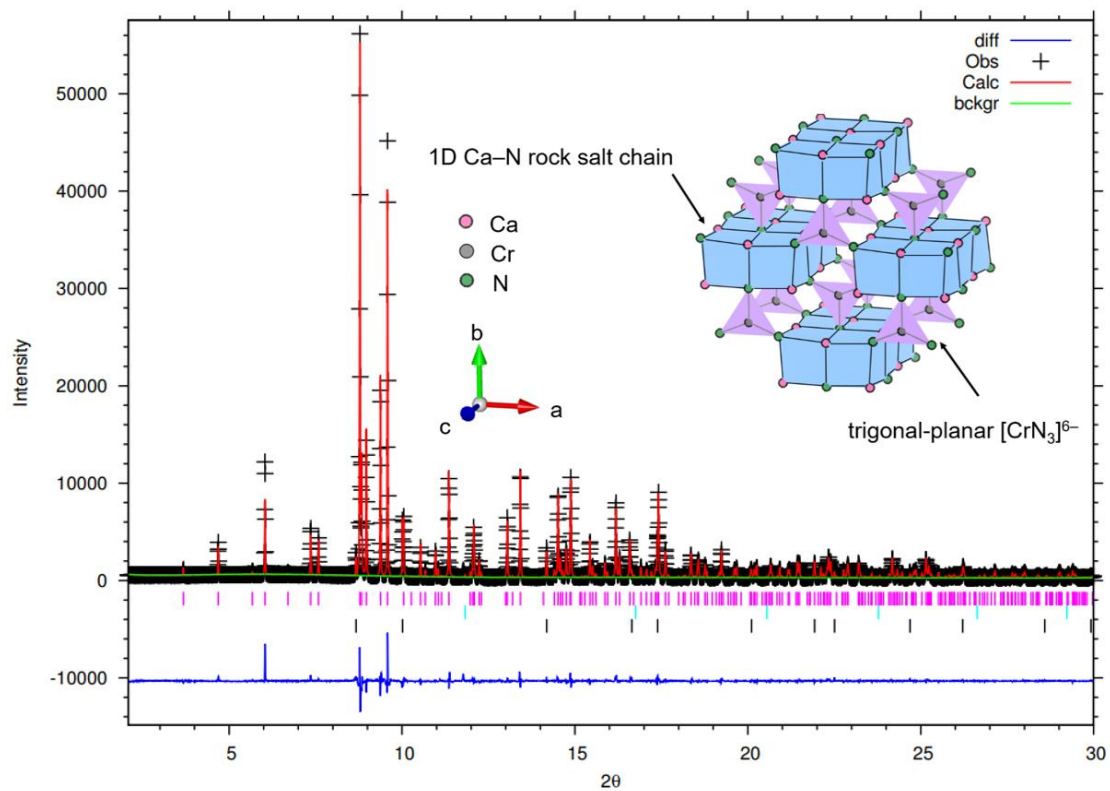 diff
Obs
Calc
bckgr
50000
40000
30000
20000
10000
0
-10000
Intensity
1D Ca–N rock salt chain
Ca
Cr
N
b
a
c
trigonal-planar [CrN₃]⁶⁻
5
10
15
20
25
30
2θ